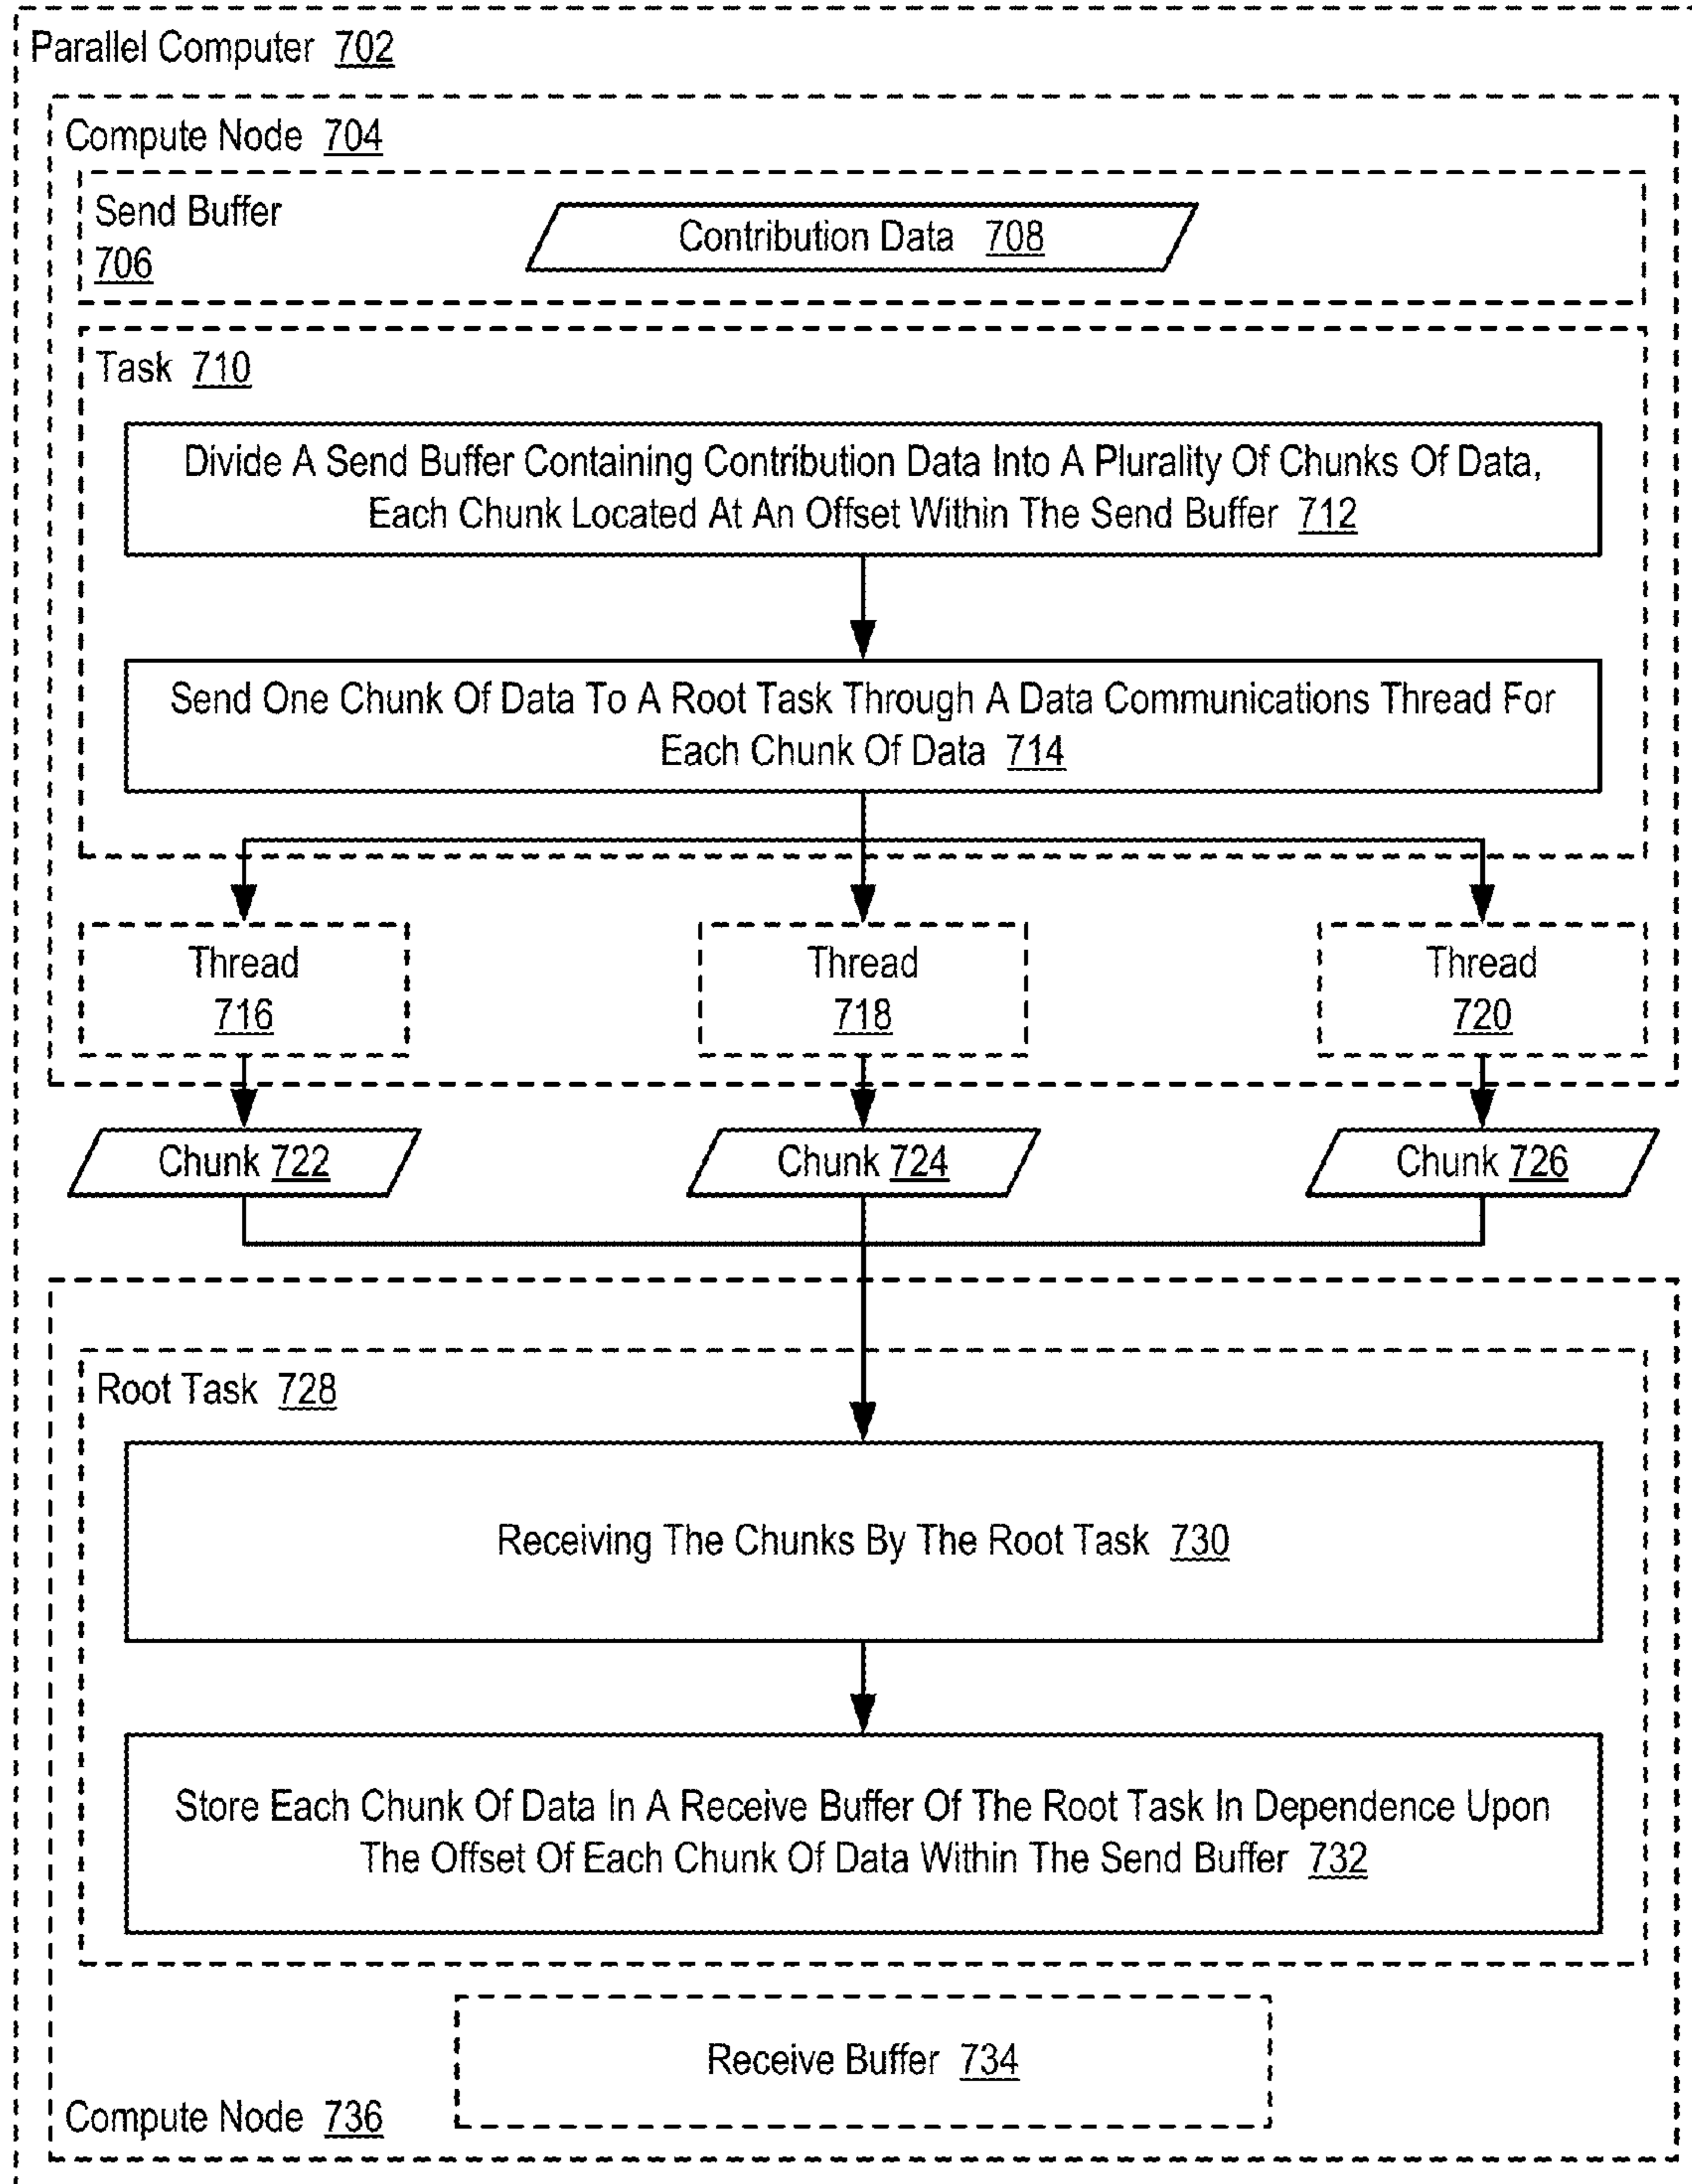 Parallel Computer 702
Compute Node 704
Send Buffer
706
Contribution Data 708
Task 710
Divide A Send Buffer Containing Contribution Data Into A Plurality Of Chunks Of Data,
Each Chunk Located At An Offset Within The Send Buffer 712
Send One Chunk Of Data To A Root Task Through A Data Communications Thread For
Each Chunk Of Data 714
Thread
716
Thread
718
Thread
720
Chunk 722
Chunk 724
Chunk 726
Root Task 728
Receiving The Chunks By The Root Task 730
Store Each Chunk Of Data In A Receive Buffer Of The Root Task In Dependence Upon
The Offset Of Each Chunk Of Data Within The Send Buffer 732
Receive Buffer 734
Compute Node 736